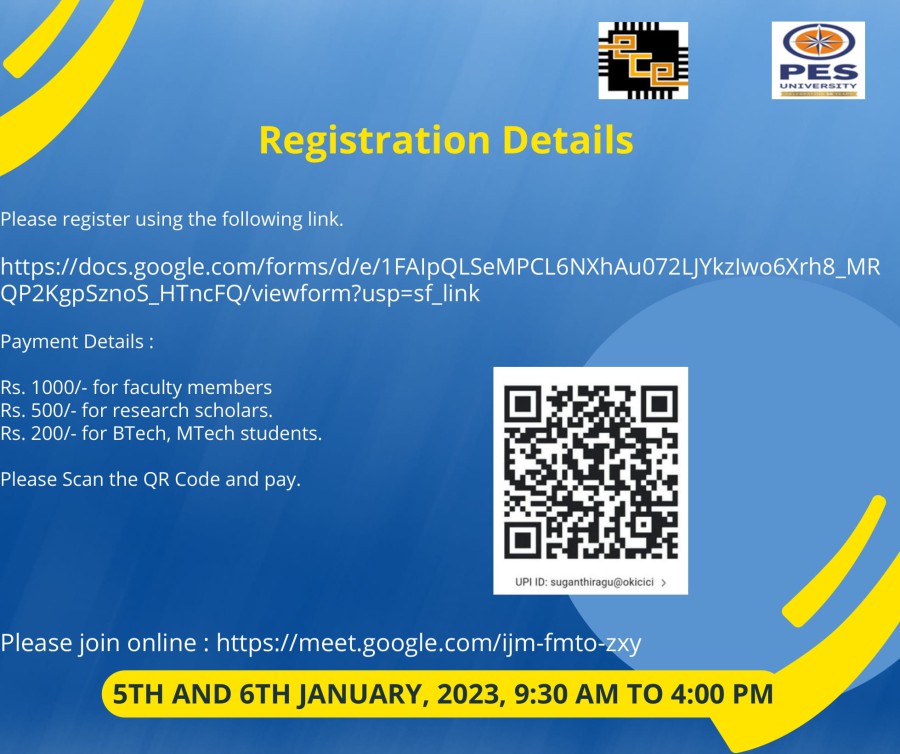 ece
PES
UNIVERSITY
Registration Details
Please register using the following link.
https://docs.google.com/forms/d/e/1FAIpQLSeMPCL6NXhAu072LJYkzIwo6Xrh8_MR
QP2KgpSznoS_HTncFQ/viewform?usp=sf_link
Payment Details :
Rs. 1000/- for faculty members
Rs. 500/- for research scholars.
Rs. 200/- for BTech, MTech students.
Please Scan the QR Code and pay.
UPI ID: suganthiragu@okicici >
Please join online : https://meet.google.com/ijm-fmto-zxy
5TH AND 6TH JANUARY, 2023, 9:30 AM TO 4:00 PM